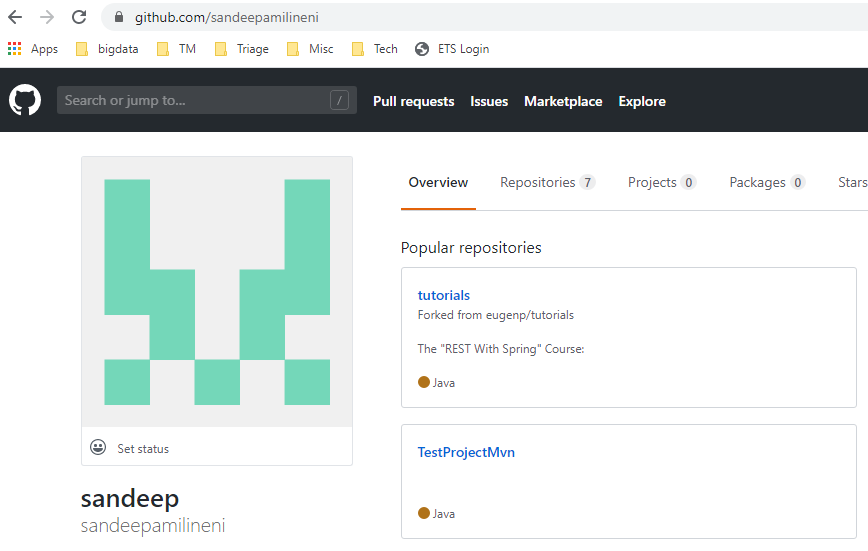 github.com/sandeepamilineni
Apps bigdata TM Triage Misc Tech ETS Login
Search or jump to... / Pull requests Issues Marketplace Explore
Overview Repositories 7 Projects 0 Packages 0 Stars
Popular repositories
tutorials
Forked from eugenp/tutorials
The "REST With Spring" Course:
Java
Set status
TestProjectMvn
Java
sandeep
sandeepamilineni